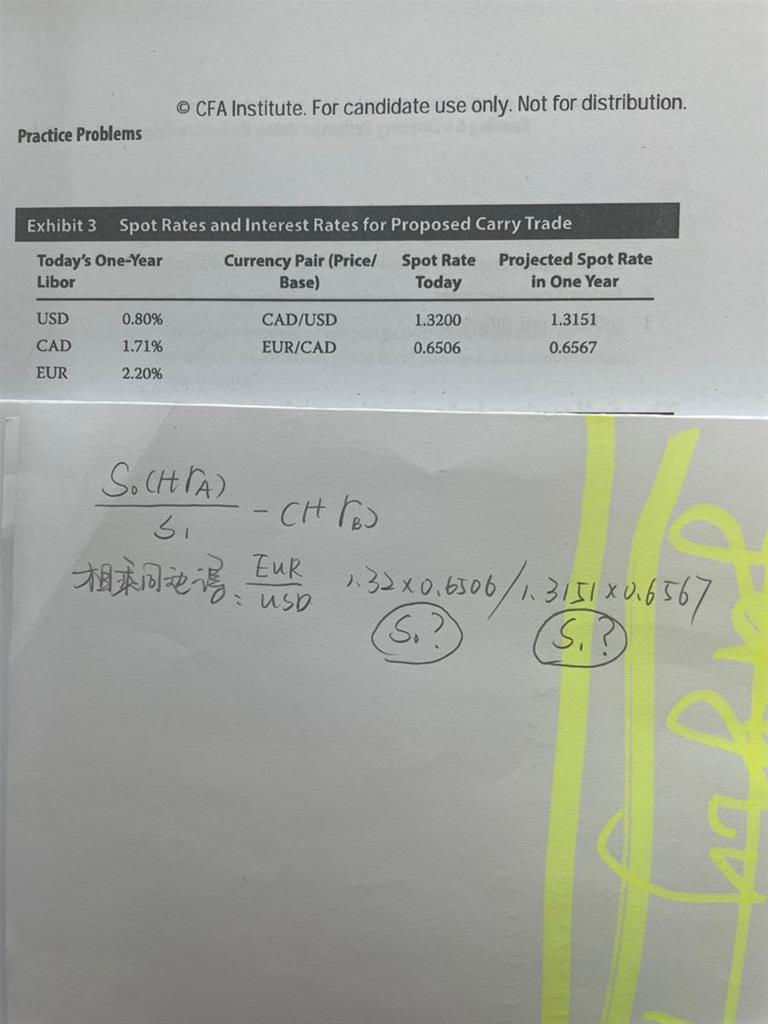 © CFA Institute. For candidate use only. Not for distribution.
Practice Problems
Exhibit 3 Spot Rates and Interest Rates for Proposed Carry Trade
Today's One-Year Libor Currency Pair (Price/Base) Spot Rate Today Projected Spot Rate in One Year
USD 0.80% CAD/USD 1.3200 1.3151
CAD 1.71% EUR/CAD 0.6506 0.6567
EUR 2.20%
S₀(1+r_A)/S₁ - (1+r_B)
相乘同边得: EUR/USD 1.32×0.6506/1.3151×0.6567
S₀? S₁?